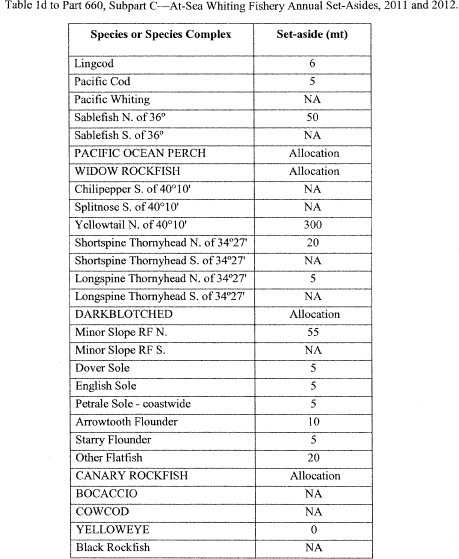 Table 1d to Part 660, Subpart C—At-Sea Whiting Fishery Annual Set-Asides, 2011 and 2012.
Species or Species Complex Set-aside (mt)
Lingcod 6
Pacific Cod 5
Pacific Whiting NA
Sablefish N. of 36° 50
Sablefish S. of 36° NA
PACIFIC OCEAN PERCH Allocation
WIDOW ROCKFISH Allocation
Chilipepper S. of 40°10' NA
Splitnose S. of 40°10' NA
Yellowtail N. of 40°10' 300
Shortspine Thornyhead N. of 34°27' 20
Shortspine Thornyhead S. of 34°27' NA
Longspine Thornyhead N. of 34°27' 5
Longspine Thornyhead S. of 34°27' NA
DARKBLOTCHED Allocation
Minor Slope RF N. 55
Minor Slope RF S. NA
Dover Sole 5
English Sole 5
Petrale Sole - coastwide 5
Arrowtooth Flounder 10
Starry Flounder 5
Other Flatfish 20
CANARY ROCKFISH Allocation
BOCACCIO NA
COWCOD NA
YELLOWEYE 0
Black Rockfish NA